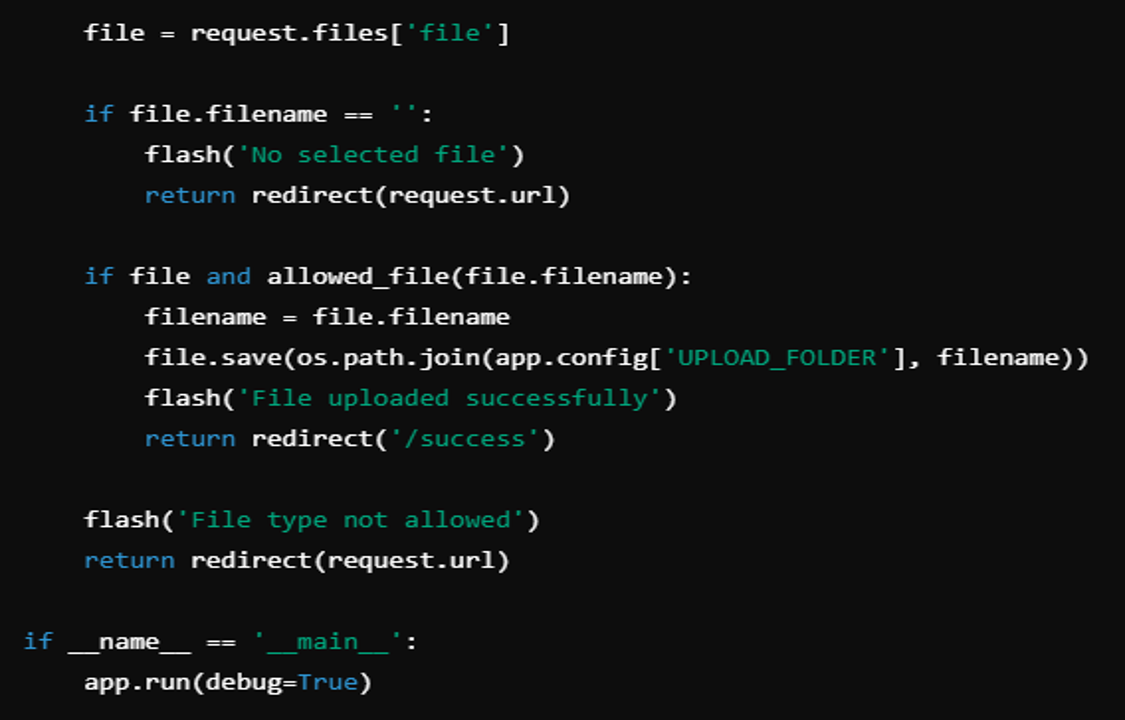 file = request.files['file']
if file.filename == '':
flash('No selected file')
return redirect(request.url)
if file and allowed_file(file.filename):
filename = file.filename
file.save(os.path.join(app.config['UPLOAD_FOLDER'], filename))
flash('File uploaded successfully')
return redirect('/success')
flash('File type not allowed')
return redirect(request.url)
if __name__ == '__main__':
app.run(debug=True)